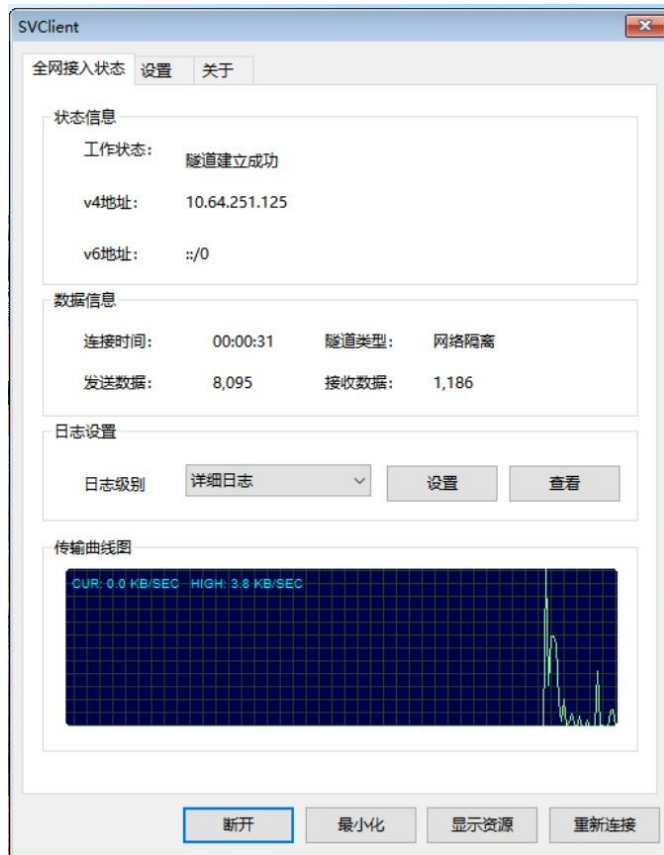 SVClient
全网接入状态 设置 关于
状态信息
工作状态： 隧道建立成功
v4地址： 10.64.251.125
v6地址： ::/0
数据信息
连接时间： 00:00:31 隧道类型： 网络隔离
发送数据： 8,095 接收数据： 1,186
日志设置
日志级别 详细日志 设置 查看
传输曲线图
CUR: 0.0 KB/SEC HIGH: 3.8 KB/SEC
断开 最小化 显示资源 重新连接